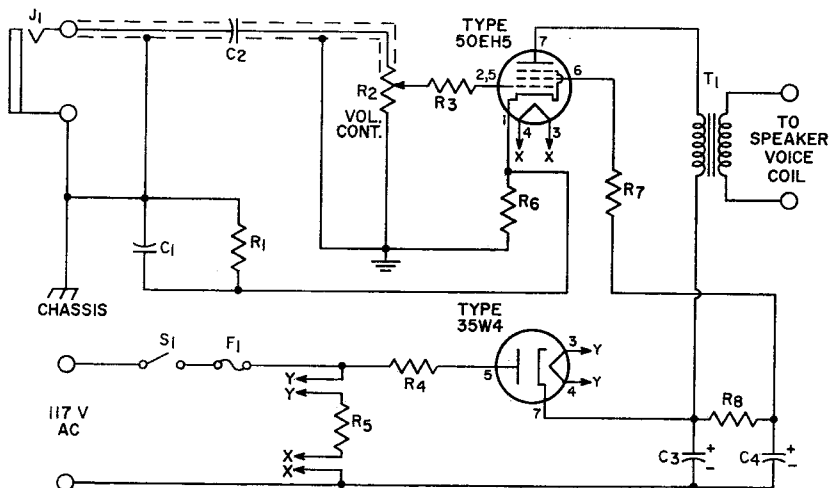 J1
C2
TYPE
50EH5
7
2,5
6
R2
R3
VOL.
CONT.
1
4
3
X
X
T1
TO
SPEAKER
VOICE
COIL
R7
R6
C1
R1
CHASSIS
TYPE
35W4
S1
F1
3
Y
R4
5
Y
4
Y
Y
7
R8
117 V
AC
R5
X
X
C3
+
-
C4
+
-